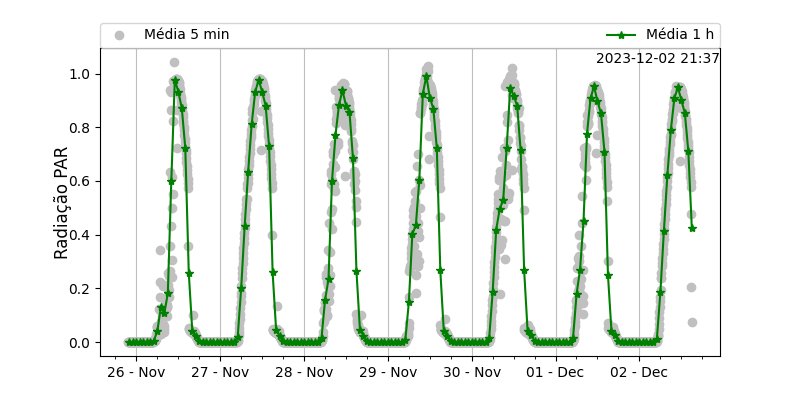 Média 5 min
Média 1 h
2023-12-02 21:37
Radiação PAR
1.0
0.8
0.6
0.4
0.2
0.0
26 - Nov
27 - Nov
28 - Nov
29 - Nov
30 - Nov
01 - Dec
02 - Dec